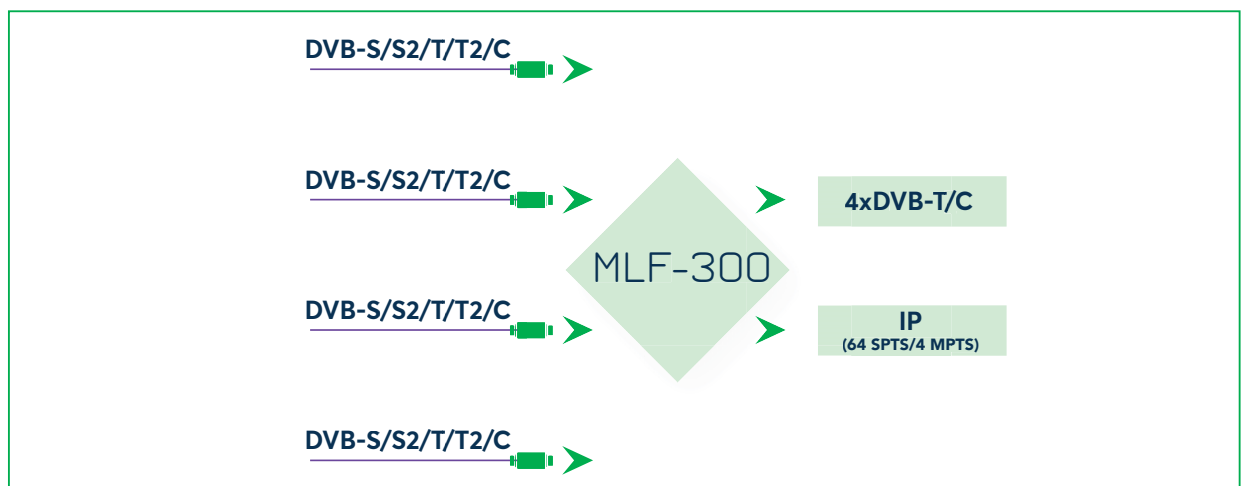 DVB-S/S2/T/T2/C
DVB-S/S2/T/T2/C
4xDVB-T/C
MLF-300
DVB-S/S2/T/T2/C
IP
(64 SPTS/4 MPTS)
DVB-S/S2/T/T2/C